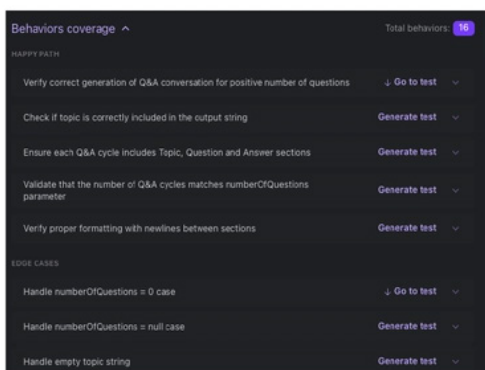 Behaviors coverage
Total behaviors: 16
HAPPY PATH
Verify correct generation of Q&A conversation for positive number of questions
↓ Go to test
Check if topic is correctly included in the output string
Generate test
Ensure each Q&A cycle includes Topic, Question and Answer sections
Generate test
Validate that the number of Q&A cycles matches numberOfQuestions
parameter
Generate test
Verify proper formatting with newlines between sections
Generate test
EDGE CASES
Handle numberOfQuestions = 0 case
↓ Go to test
Handle numberOfQuestions = null case
Generate test
Handle empty topic string
Generate test